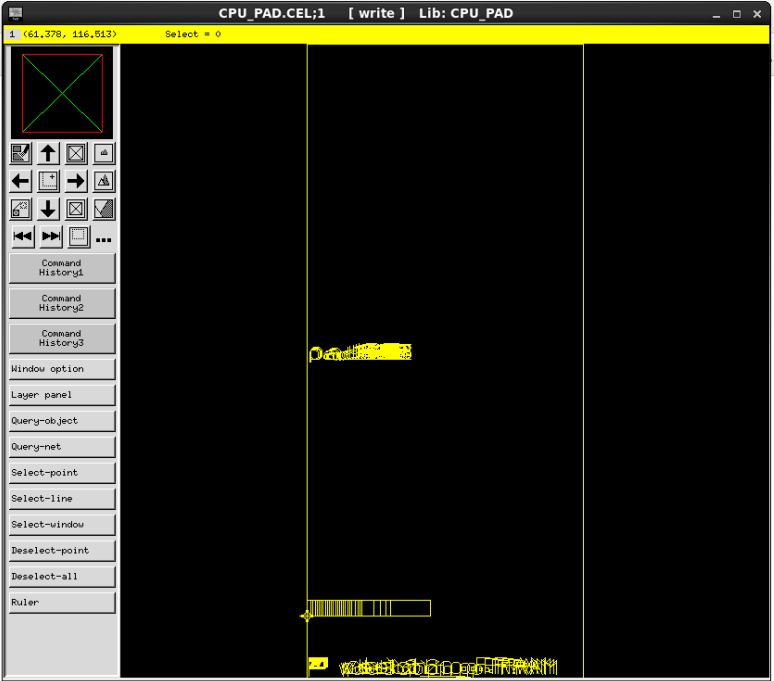 CPU_PAD.CEL;1 [ write ] Lib: CPU_PAD
1 (61,378, 116,513) Select = 0
Command
History1
Command
History2
Command
History3
Window option
Layer panel
Query-object
Query-net
Select-point
Select-line
Select-window
Deselect-point
Deselect-all
Ruler